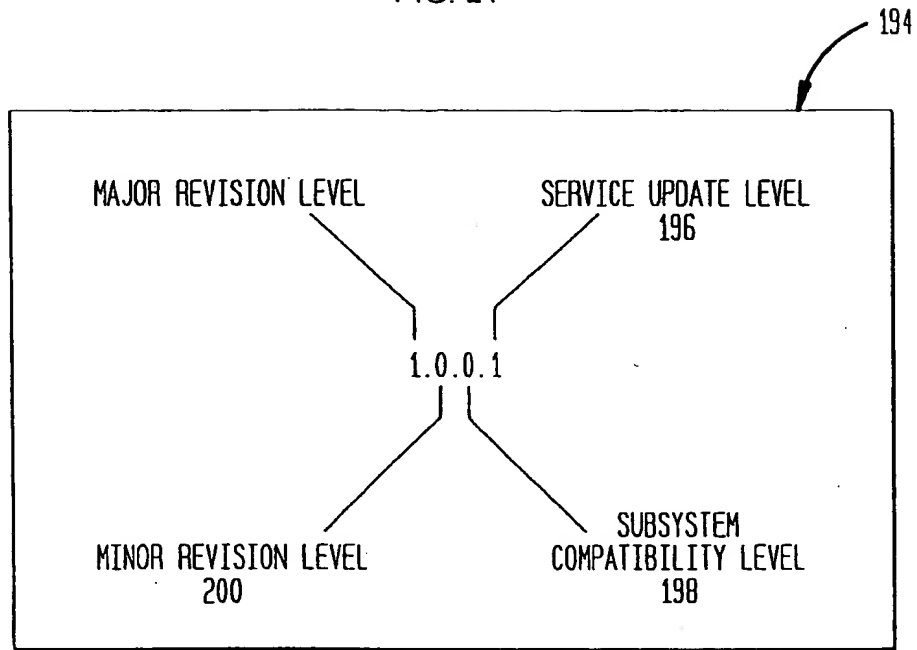 194
MAJOR REVISION LEVEL
SERVICE UPDATE LEVEL
196
1.0.0.1
MINOR REVISION LEVEL
200
SUBSYSTEM
COMPATIBILITY LEVEL
198